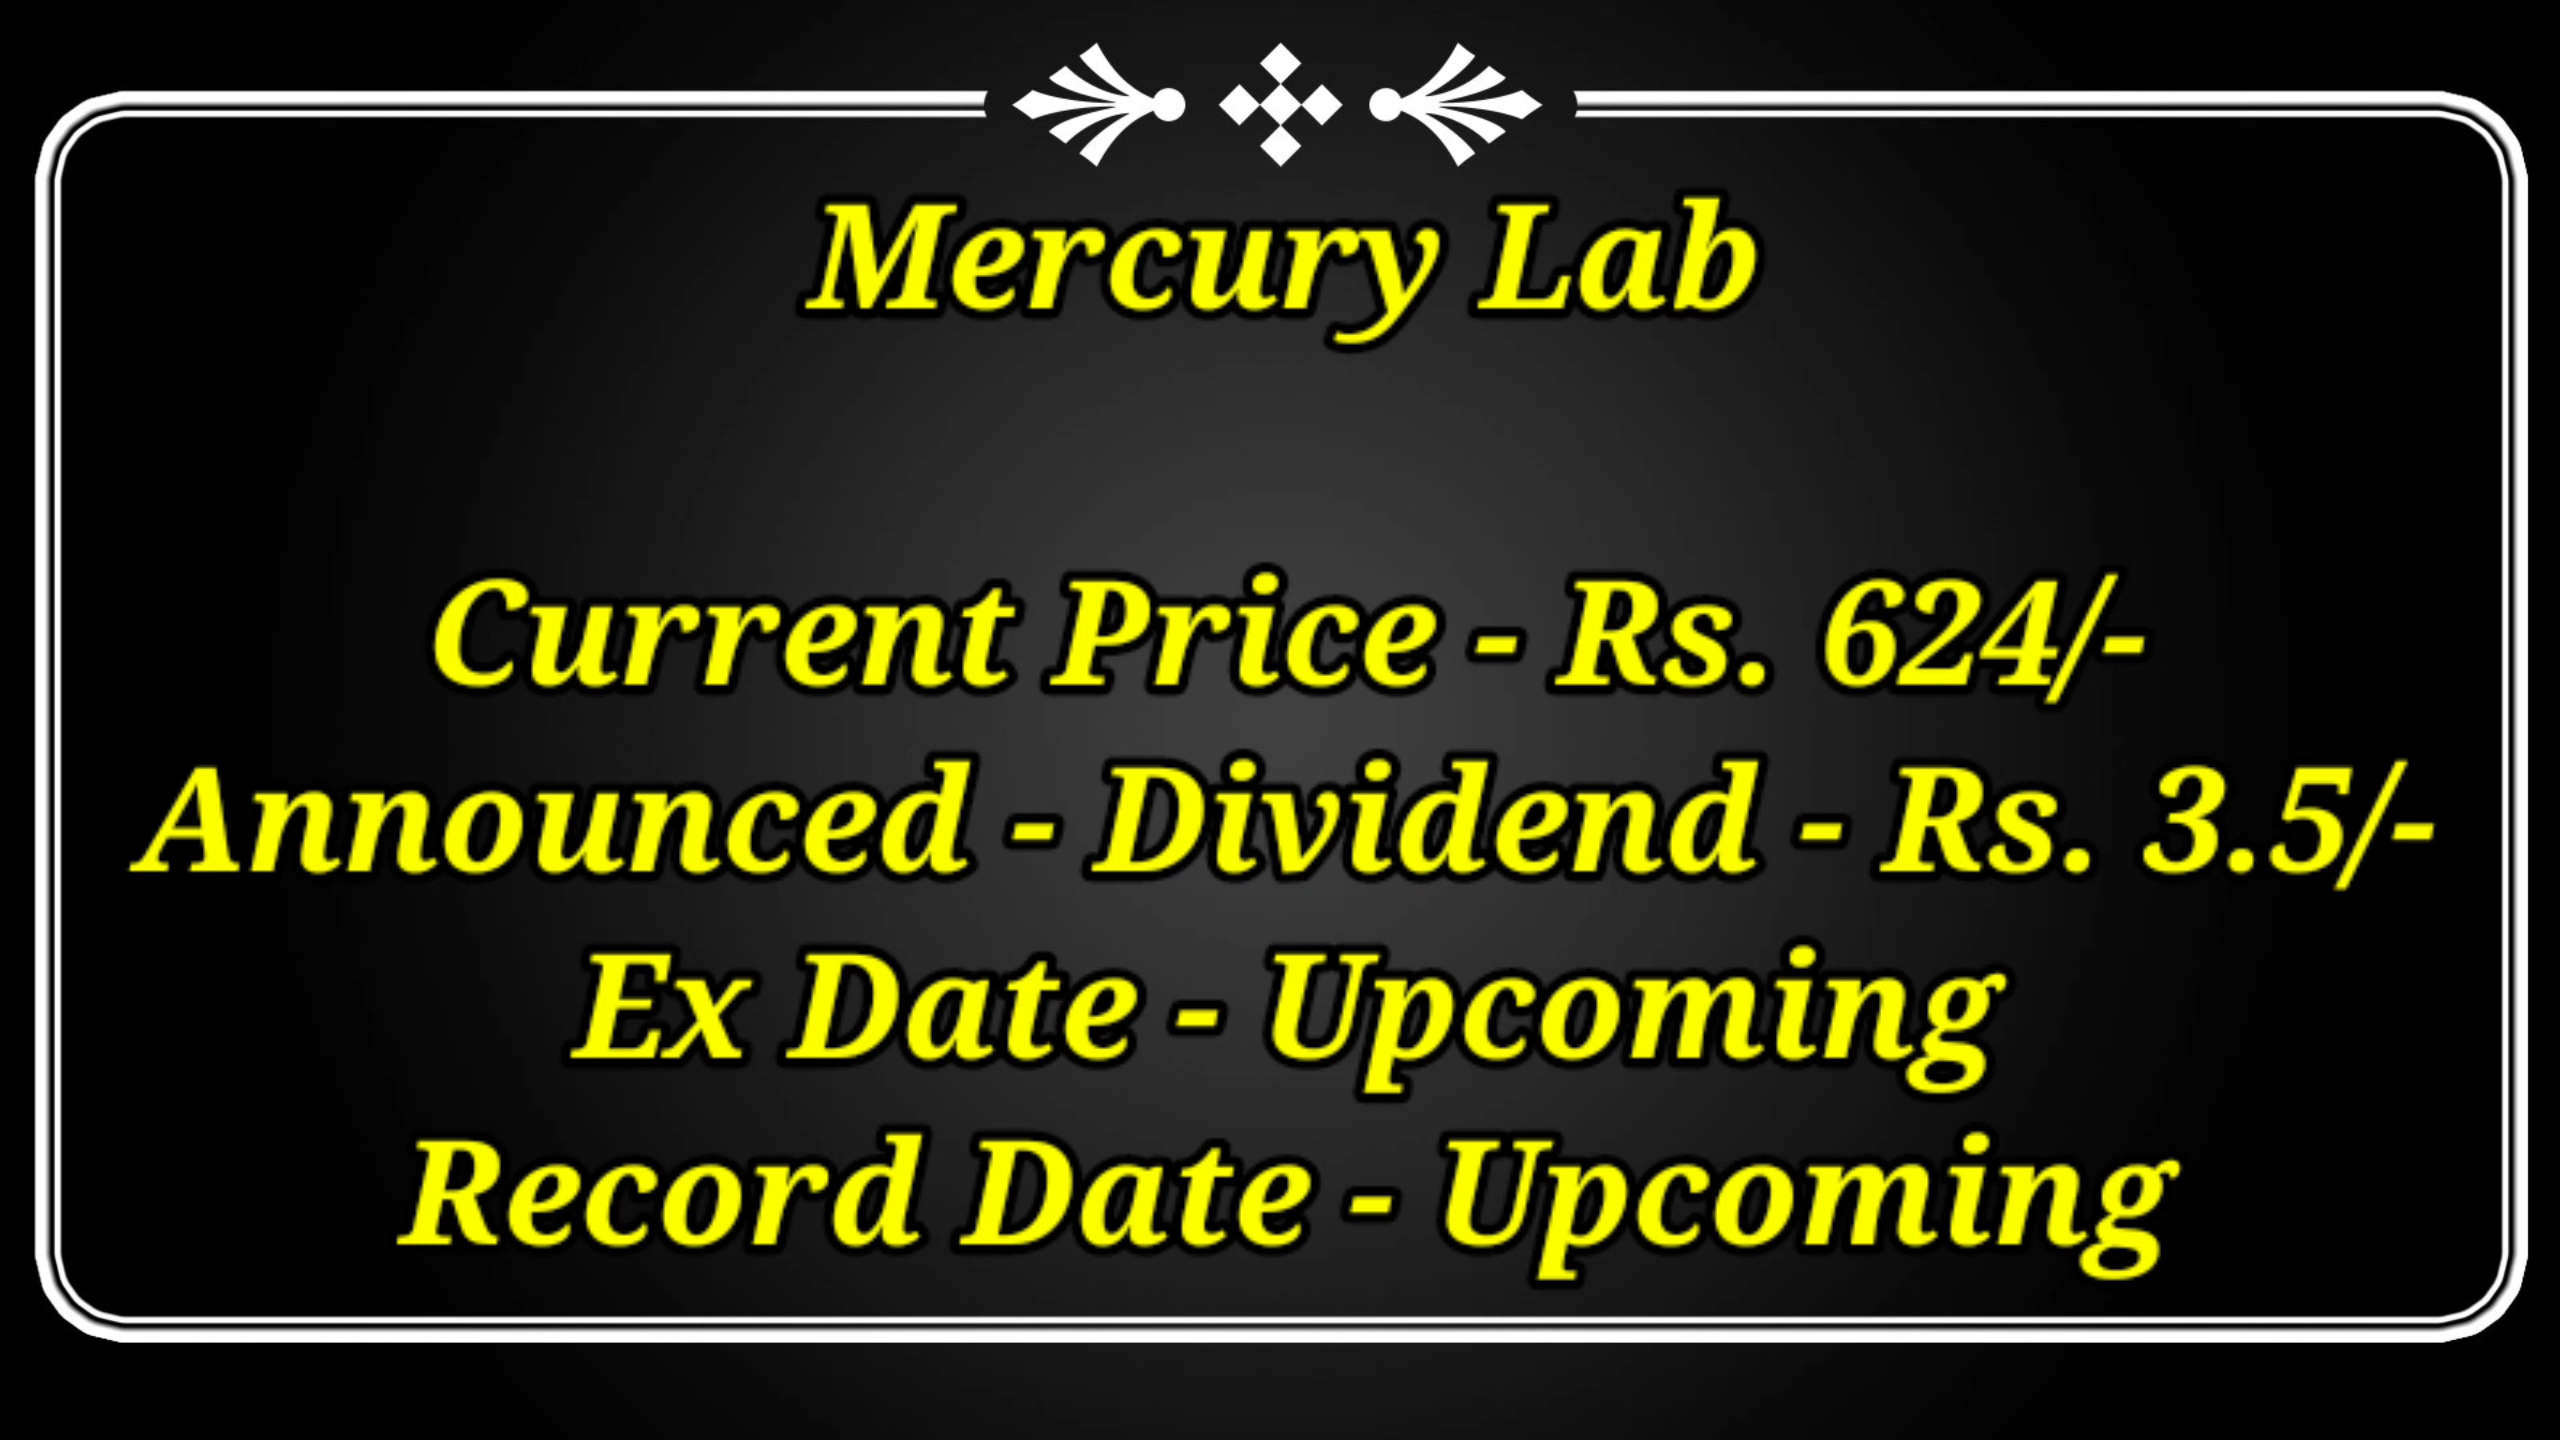 Mercury Lab
Current Price - Rs. 624/-
Announced - Dividend - Rs. 3.5/-
Ex Date - Upcoming
Record Date - Upcoming